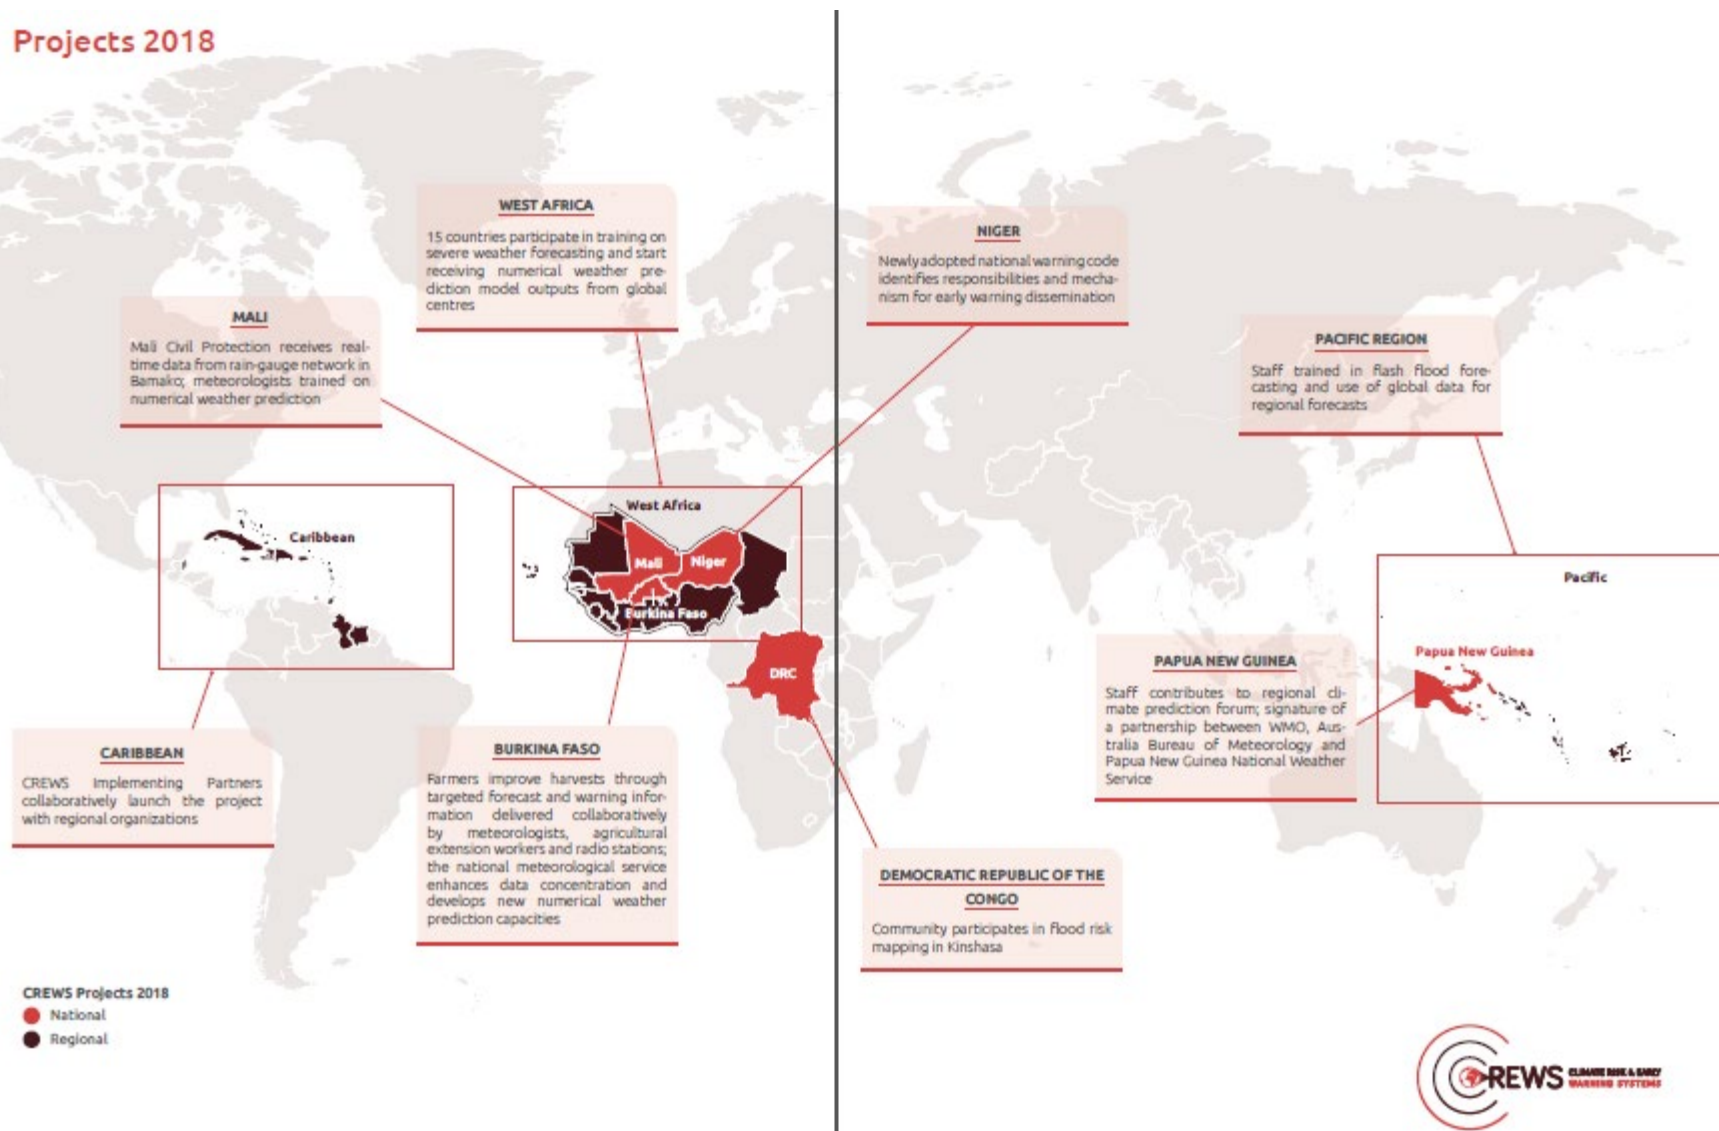 Projects 2018
WEST AFRICA
15 countries participate in training on
severe weather forecasting and start
receiving numerical weather pre-
diction model outputs from global
centres
NIGER
Newly adopted national warning code
identifies responsibilities and mecha-
nism for early warning dissemination
MALI
Mali Civil Protection receives real-
time data from rain-gauge network in
Bamako; meteorologists trained on
numerical weather prediction
PACIFIC REGION
Staff trained in flash flood fore-
casting and use of global data for
regional forecasts
Caribbean
West Africa
Mali
Niger
Burkina Faso
DRC
Pacific
Papua New Guinea
PAPUA NEW GUINEA
Staff contributes to regional cli-
mate prediction forum; signature of
a partnership between WMO, Aus-
tralia Bureau of Meteorology and
Papua New Guinea National Weather
Service
CARIBBEAN
CREWS Implementing Partners
collaboratively launch the project
with regional organizations
BURKINA FASO
Farmers improve harvests through
targeted forecast and warning infor-
mation delivered collaboratively
by meteorologists, agricultural
extension workers and radio stations;
the national meteorological service
enhances data concentration and
develops new numerical weather
prediction capacities
DEMOCRATIC REPUBLIC OF THE
CONGO
Community participates in flood risk
mapping in Kinshasa
CREWS Projects 2018
National
Regional
CREWS
CLIMATE RISK & EARLY
WARNING SYSTEMS